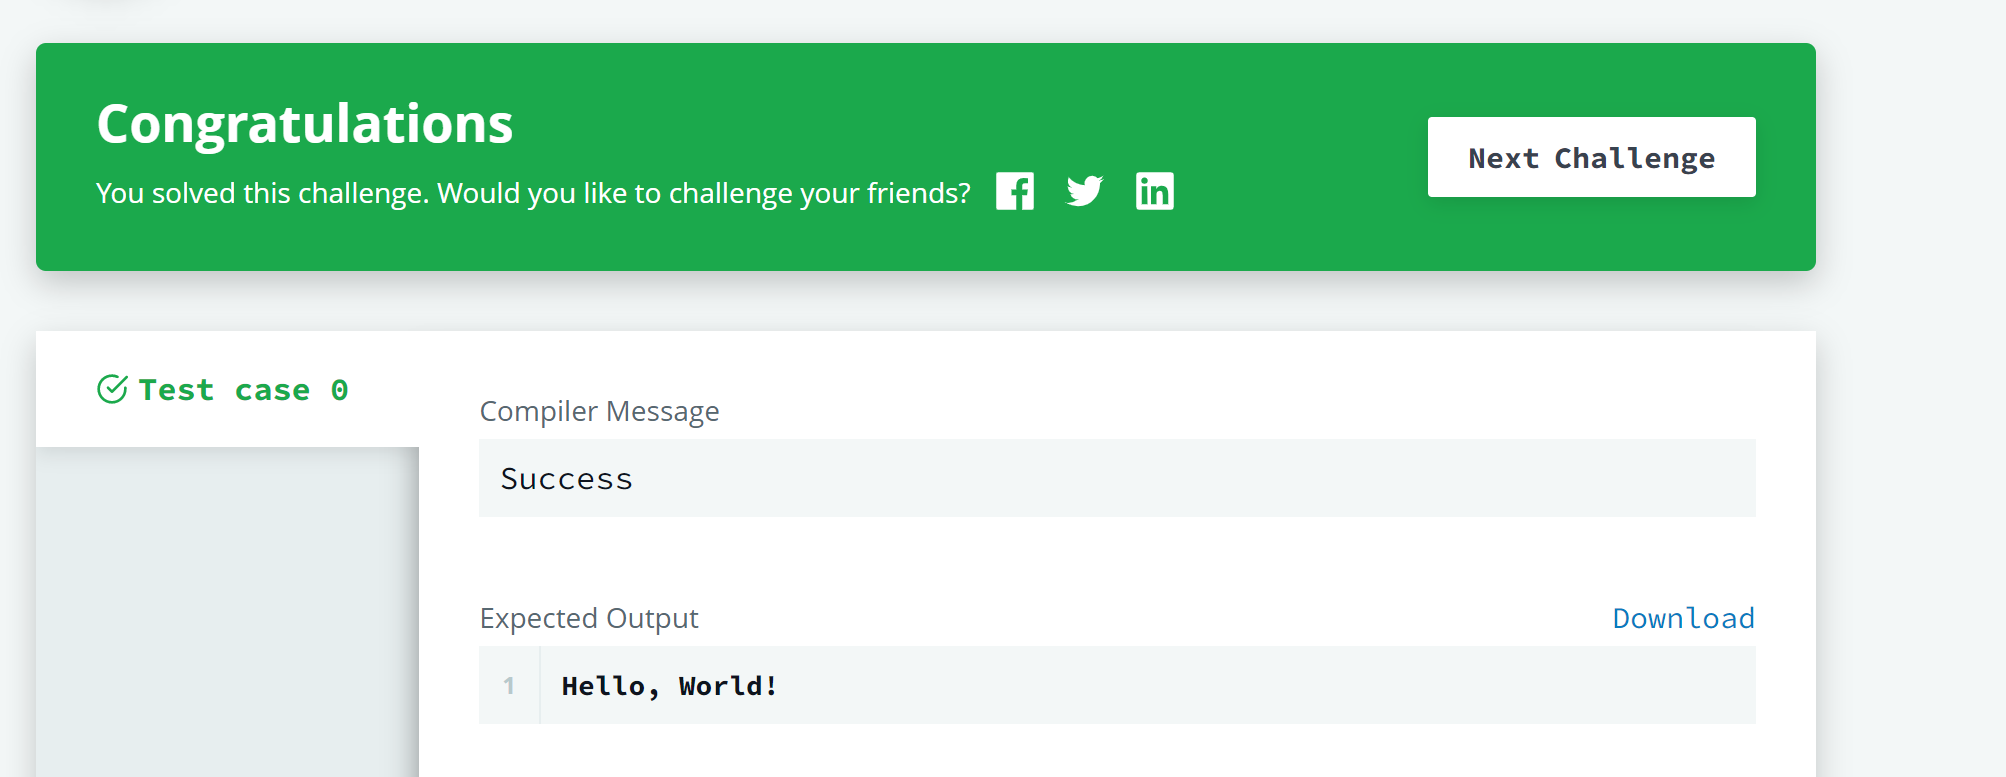 Congratulations
You solved this challenge. Would you like to challenge your friends?
Next Challenge
Test case 0
Compiler Message
Success
Expected Output
Download
1
Hello, World!